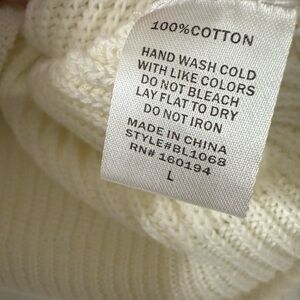 100%COTTON
HAND WASH COLD
WITH LIKE COLORS
DO NOT BLEACH
LAY FLAT TO DRY
DO NOT IRON
MADE IN CHINA
STYLE#BL1068
RN# 160194
L